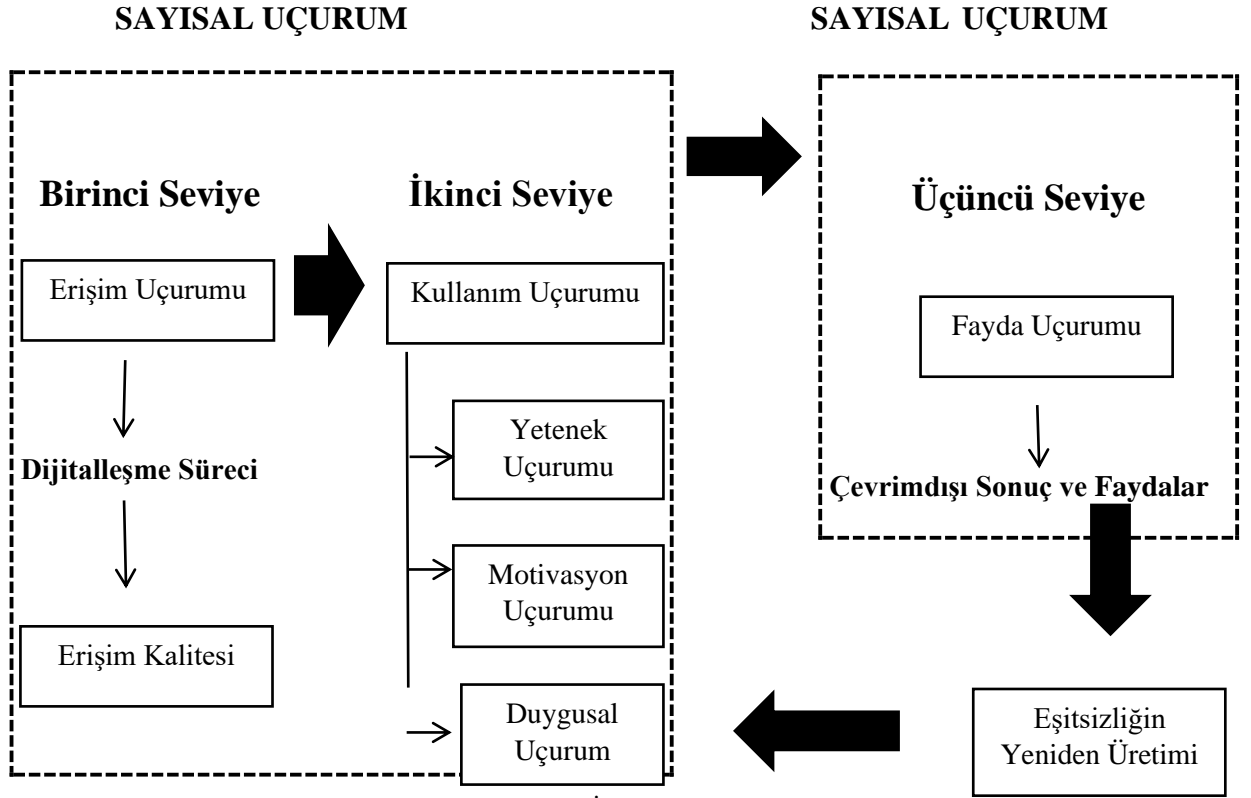 SAYISAL UÇURUM
SAYISAL UÇURUM
Birinci Seviye
İkinci Seviye
Üçüncü Seviye
Erişim Uçurumu
Kullanım Uçurumu
Fayda Uçurumu
Yetenek
Uçurumu
Dijitalleşme Süreci
Çevrimdışı Sonuç ve Faydalar
Motivasyon
Uçurumu
Erişim Kalitesi
Duygusal
Uçurum
Eşitsizliğin
Yeniden Üretimi